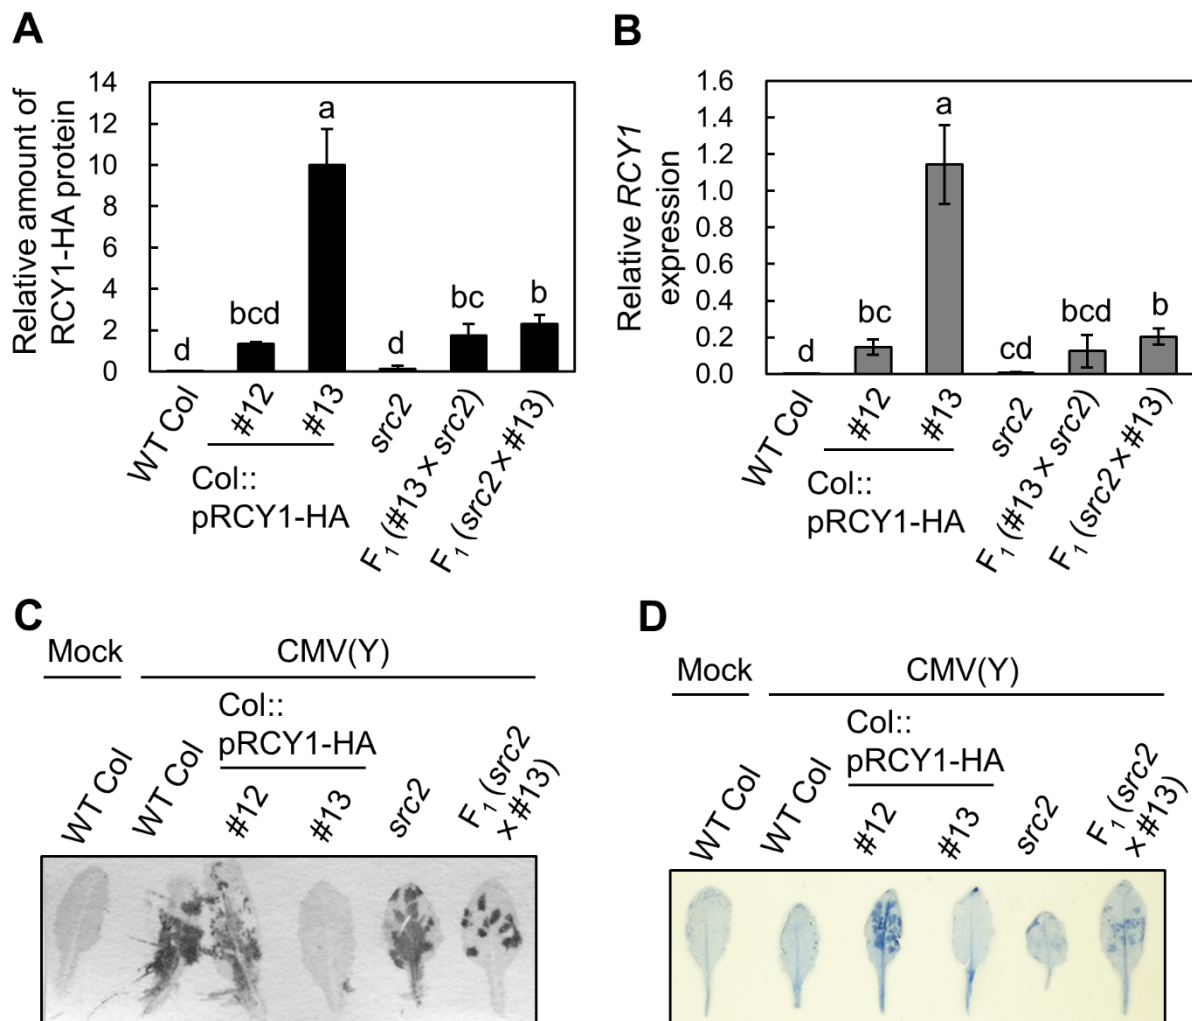 A
Relative amount of
RCY1-HA protein
14
12
10
8
6
4
2
0
d
bcd
a
d
bc
b
WT Col
#12
#13
src2
F₁ (#13 × src2)
F₁ (src2 × #13)
Col::
pRCY1-HA
B
Relative RCY1
expression
1.6
1.4
1.2
1.0
0.8
0.6
0.4
0.2
0.0
d
bc
a
cd
bcd
b
WT Col
#12
#13
src2
F₁ (#13 × src2)
F₁ (src2 × #13)
Col::
pRCY1-HA
C
Mock
CMV(Y)
Col::
pRCY1-HA
WT Col
WT Col
#12
#13
src2
F₁ (src2
× #13)
D
Mock
CMV(Y)
Col::
pRCY1-HA
WT Col
WT Col
#12
#13
src2
F₁ (src2
× #13)